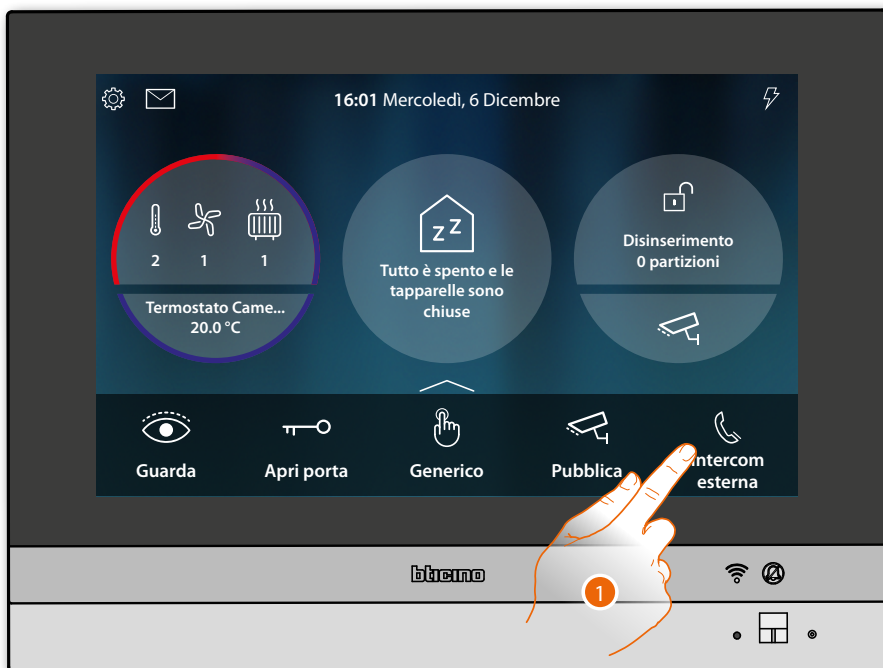 16:01 Mercoledì, 6 Dicembre
2 1 1
Termostato Came...
20.0 °C
zZ
Tutto è spento e le
tapparelle sono
chiuse
Disinserimento
0 partizioni
Guarda Apri porta Generico Pubblica Intercom
esterna
bticino
1